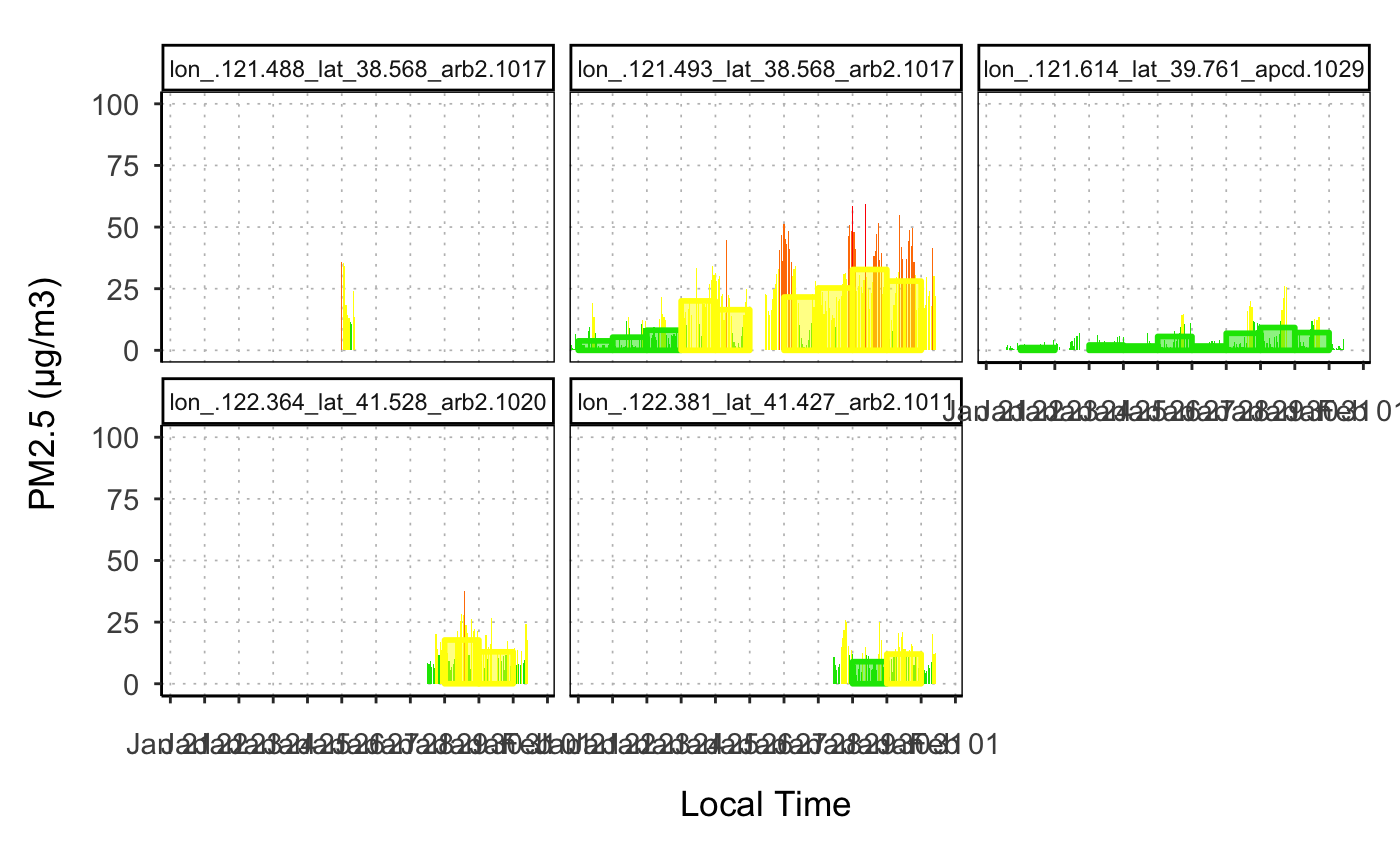 lon_.121.488_lat_38.568_arb2.1017
lon_.121.493_lat_38.568_arb2.1017
lon_.121.614_lat_39.761_apcd.1029
100
75
50
25
0
lon_.122.364_lat_41.528_arb2.1020
lon_.122.381_lat_41.427_arb2.1011
100
75
50
25
0
PM2.5 (µg/m3)
Local Time